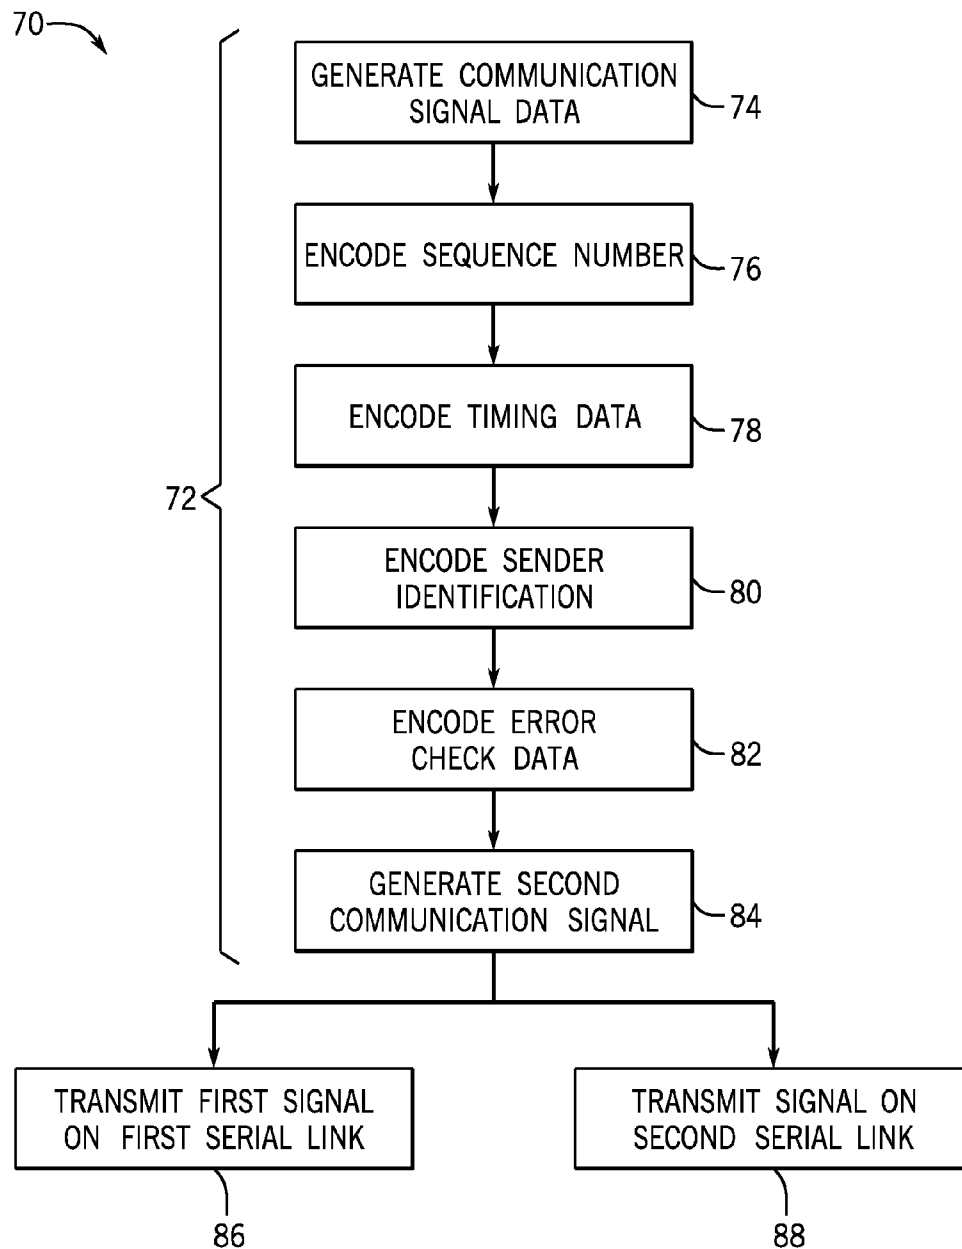 70
GENERATE COMMUNICATION
SIGNAL DATA
74
ENCODE SEQUENCE NUMBER
76
ENCODE TIMING DATA
78
72
ENCODE SENDER
IDENTIFICATION
80
ENCODE ERROR
CHECK DATA
82
GENERATE SECOND
COMMUNICATION SIGNAL
84
TRANSMIT FIRST SIGNAL
ON FIRST SERIAL LINK
86
TRANSMIT SIGNAL ON
SECOND SERIAL LINK
88